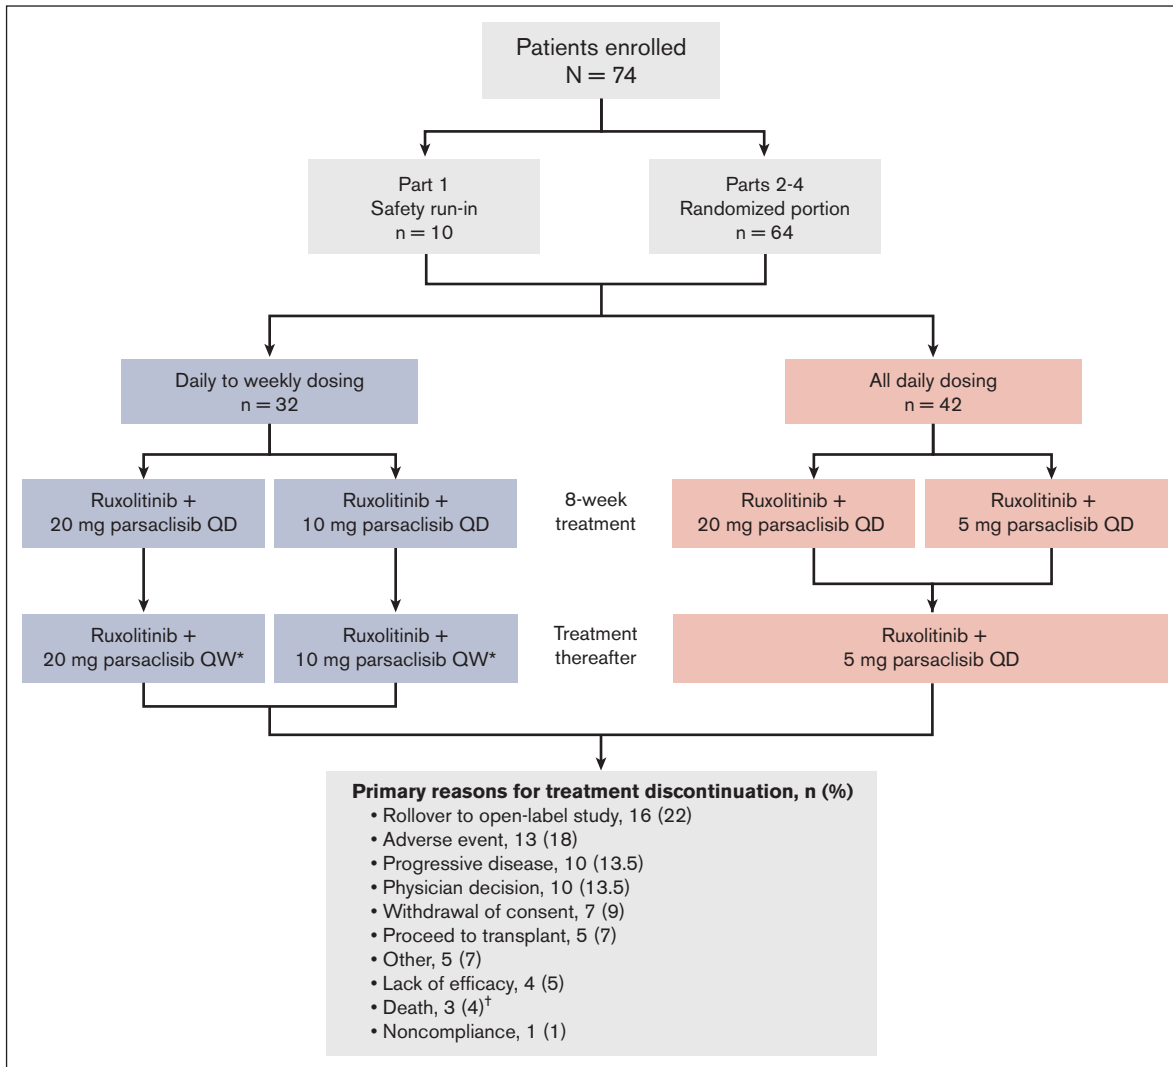 Patients enrolled
N = 74
Part 1
Safety run-in
n = 10
Parts 2-4
Randomized portion
n = 64
Daily to weekly dosing
n = 32
All daily dosing
n = 42
Ruxolitinib +
20 mg parsaclisib QD
Ruxolitinib +
10 mg parsaclisib QD
8-week
treatment
Ruxolitinib +
20 mg parsaclisib QD
Ruxolitinib +
5 mg parsaclisib QD
Ruxolitinib +
20 mg parsaclisib QW*
Ruxolitinib +
10 mg parsaclisib QW*
Treatment
thereafter
Ruxolitinib +
5 mg parsaclisib QD
Primary reasons for treatment discontinuation, n (%)
• Rollover to open-label study, 16 (22)
• Adverse event, 13 (18)
• Progressive disease, 10 (13.5)
• Physician decision, 10 (13.5)
• Withdrawal of consent, 7 (9)
• Proceed to transplant, 5 (7)
• Other, 5 (7)
• Lack of efficacy, 4 (5)
• Death, 3 (4)†
• Noncompliance, 1 (1)